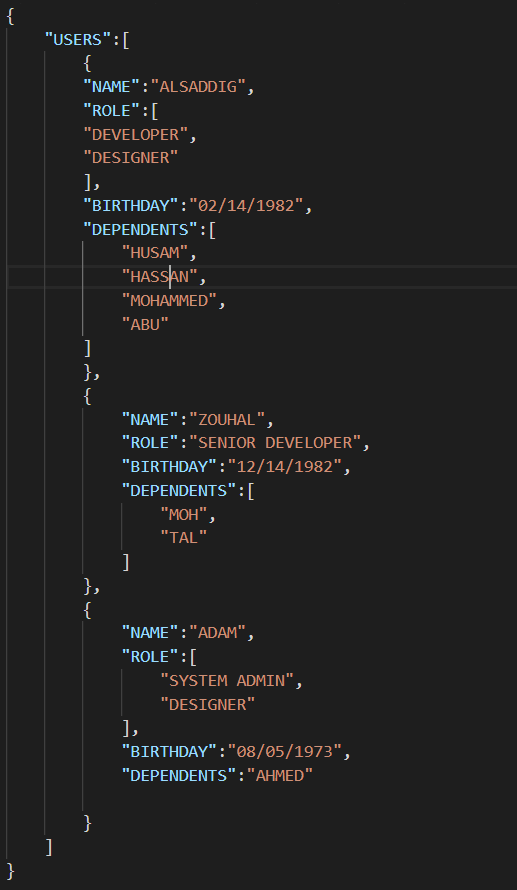 {
"USERS":[
{
"NAME":"ALSADDIG",
"ROLE":[
"DEVELOPER",
"DESIGNER"
],
"BIRTHDAY":"02/14/1982",
"DEPENDENTS":[
"HUSAM",
"HASSAN",
"MOHAMMED",
"ABU"
]
},
{
"NAME":"ZOUHAL",
"ROLE":"SENIOR DEVELOPER",
"BIRTHDAY":"12/14/1982",
"DEPENDENTS":[
"MOH",
"TAL"
]
},
{
"NAME":"ADAM",
"ROLE":[
"SYSTEM ADMIN",
"DESIGNER"
],
"BIRTHDAY":"08/05/1973",
"DEPENDENTS":"AHMED"
}
]
}